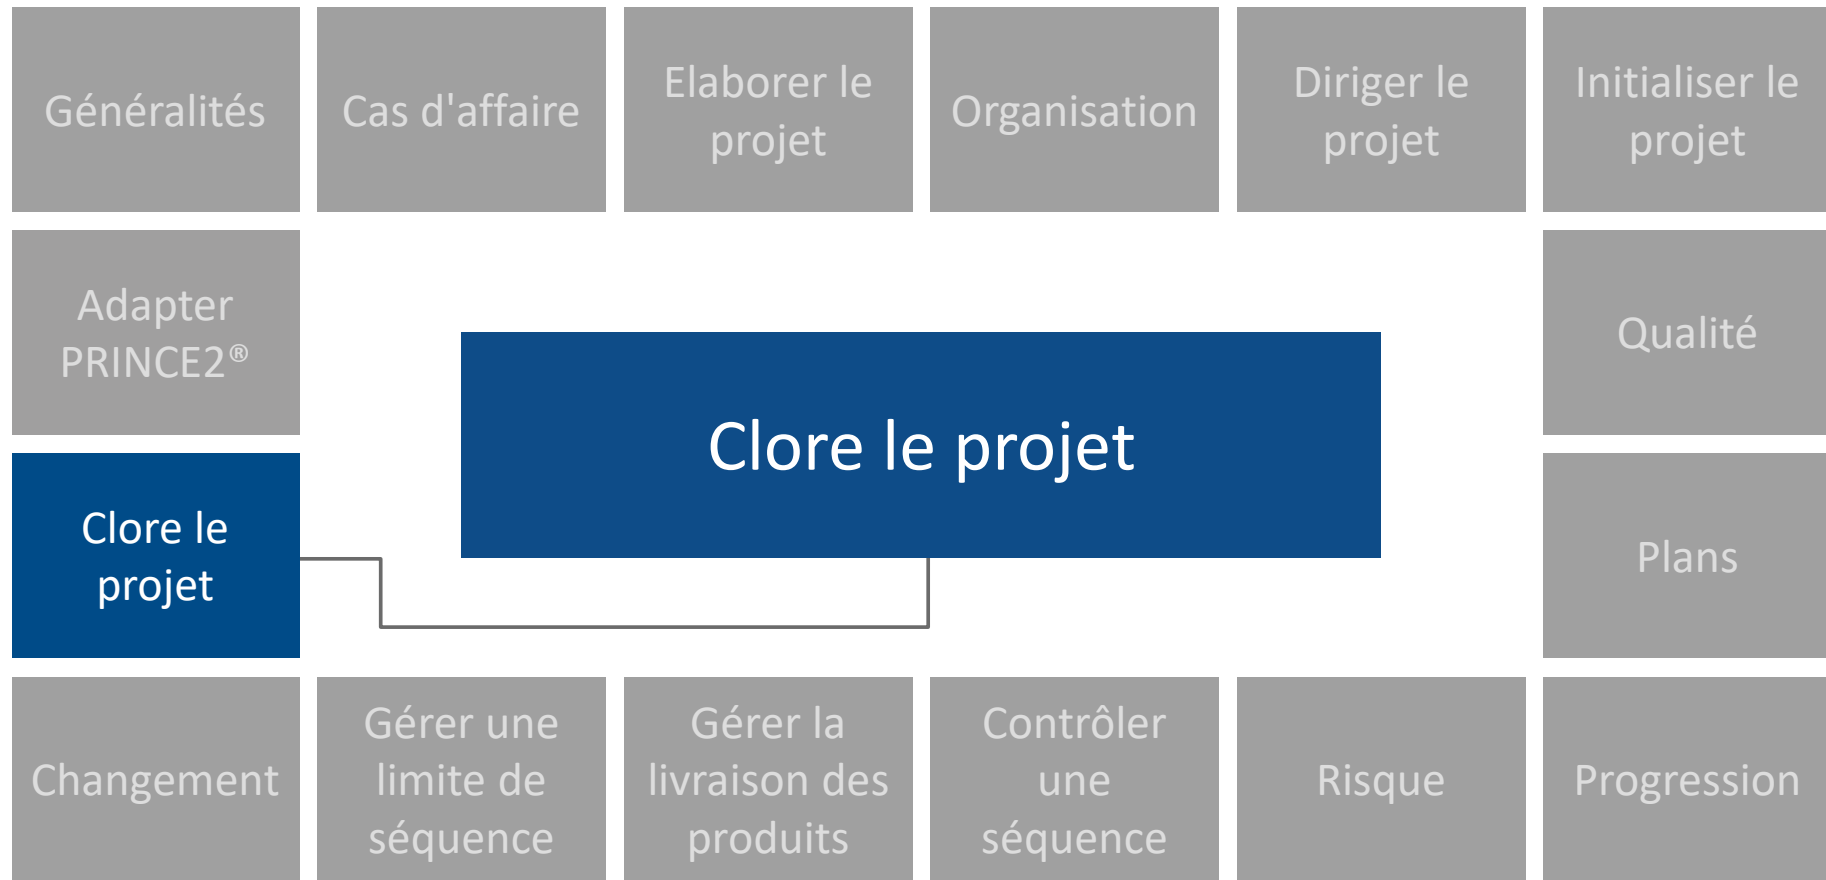 Généralités
Cas d'affaire
Elaborer le
projet
Organisation
Diriger le
projet
Initialiser le
projet
Adapter
PRINCE2®
Qualité
Clore le projet
Clore le
projet
Plans
Changement
Gérer une
limite de
séquence
Gérer la
livraison des
produits
Contrôler
une
séquence
Risque
Progression